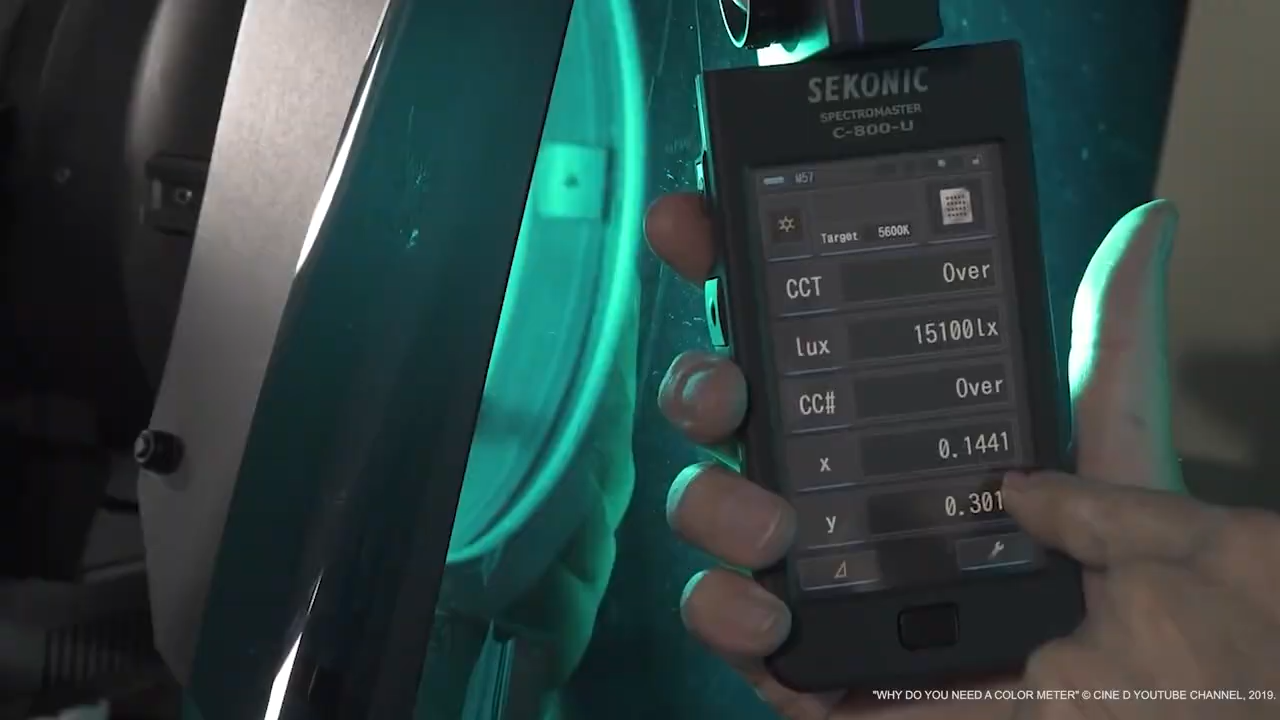 SEKONIC
SPECTROMASTER
C-800-U
M57
Target 5600K
CCT Over
lux 15100lx
CC# Over
x 0.1441
y 0.301
"WHY DO YOU NEED A COLOR METER" © CINE D YOUTUBE CHANNEL, 2019.